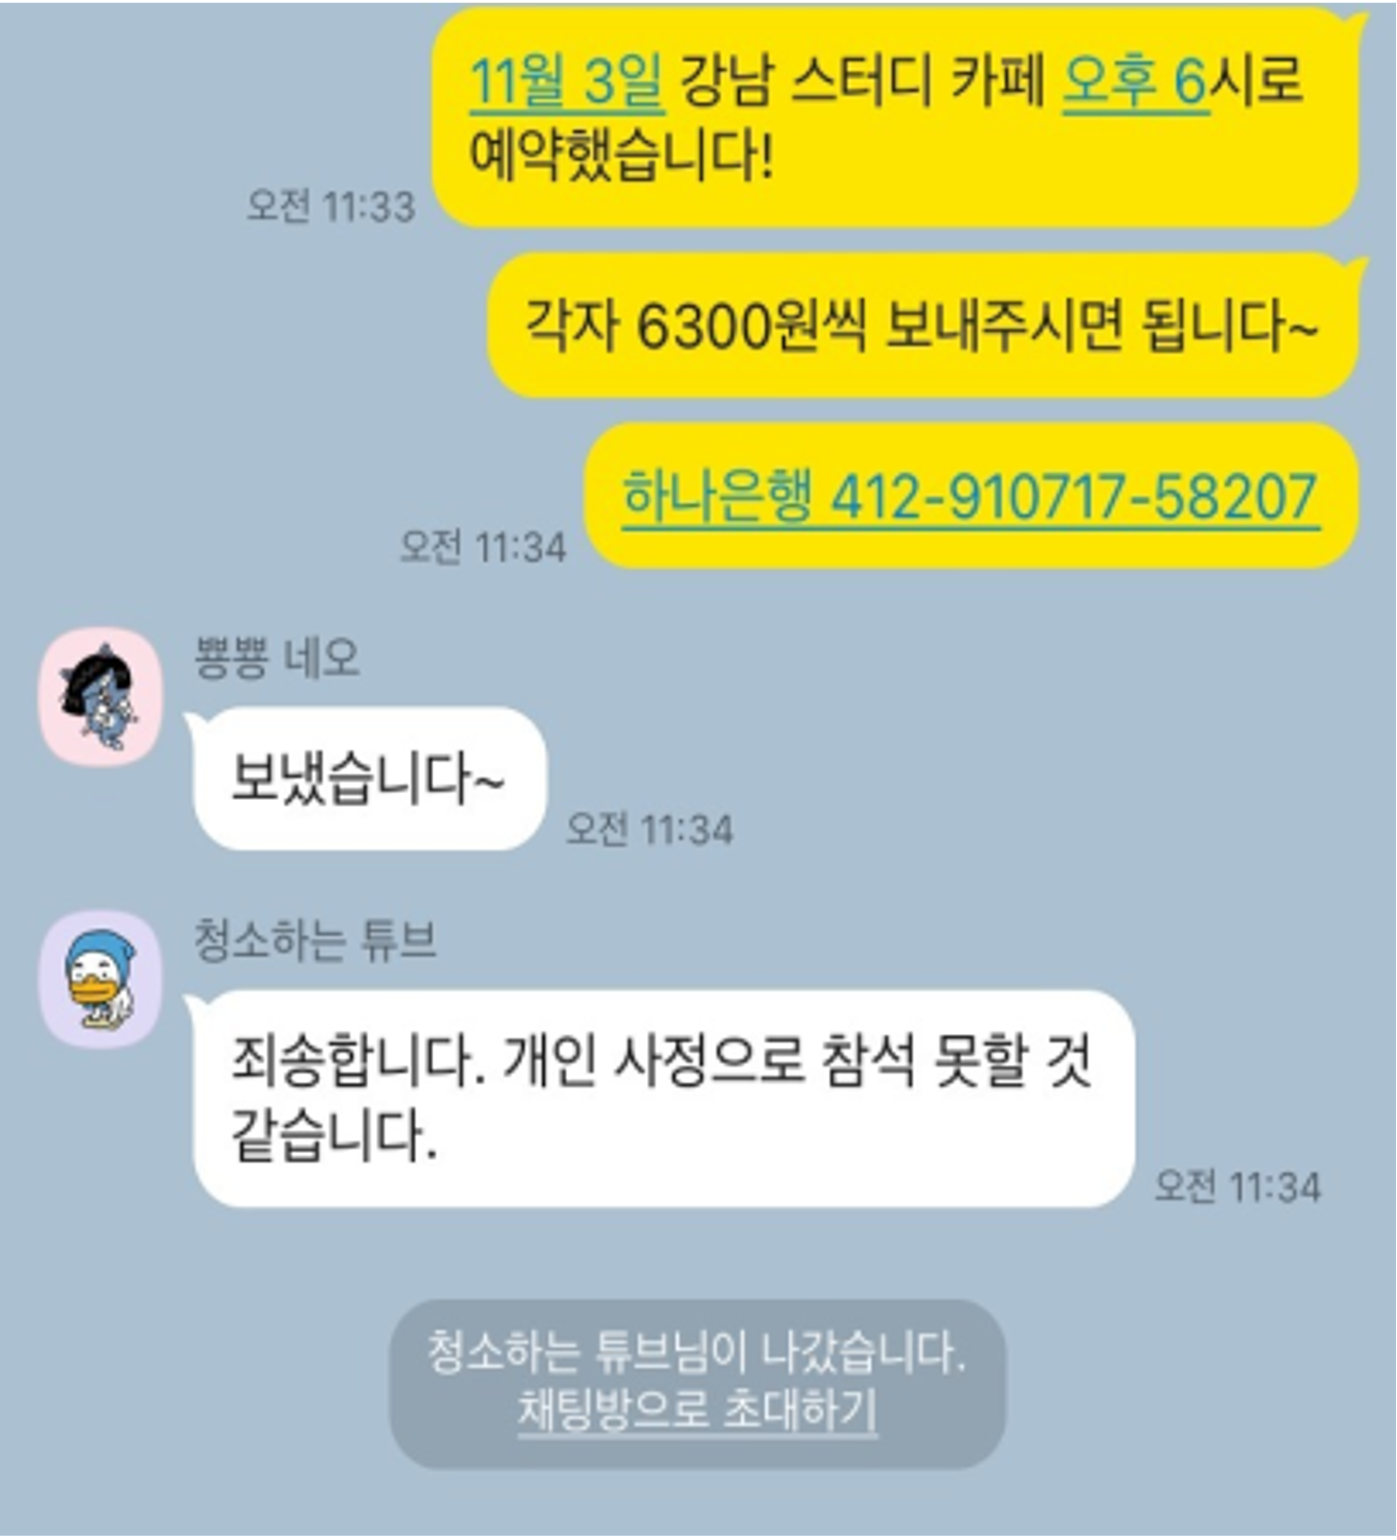 11월 3일 강남 스터디 카페 오후 6시로
예약했습니다!
오전 11:33
각자 6300원씩 보내주시면 됩니다~
하나은행 412-910717-58207
오전 11:34
뿅뿅 네오
보냈습니다~
오전 11:34
청소하는 튜브
죄송합니다. 개인 사정으로 참석 못할 것
같습니다.
오전 11:34
청소하는 튜브님이 나갔습니다.
채팅방으로 초대하기